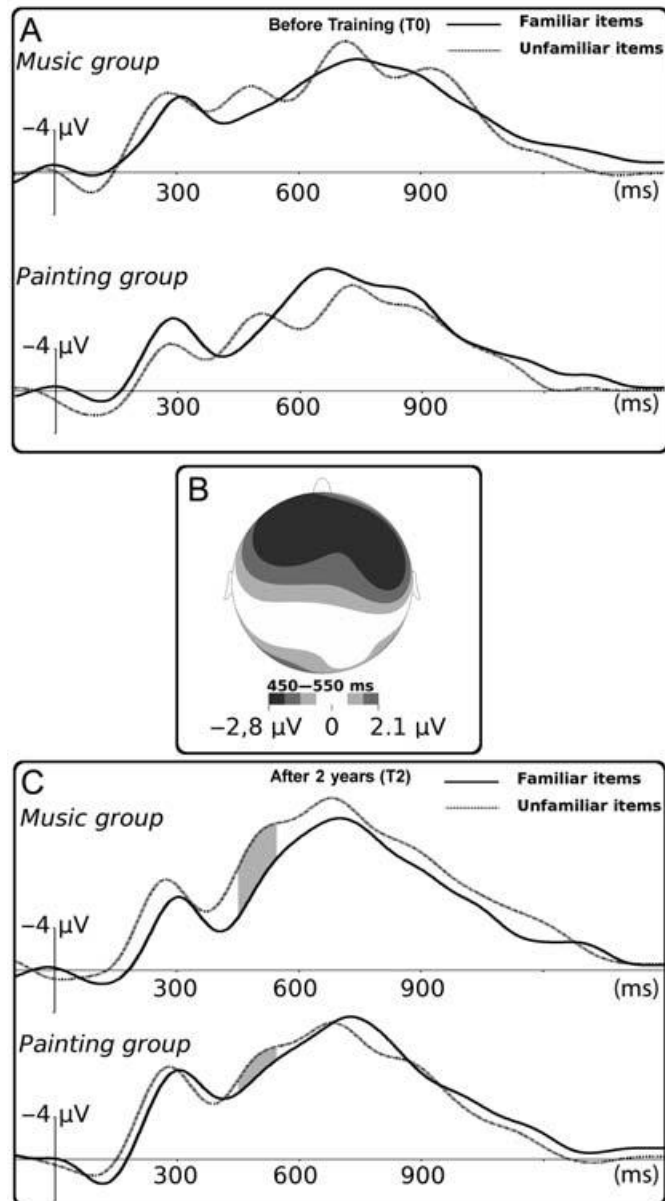 A
Before Training (T0)
Familiar items
Unfamiliar items
Music group
−4 µV
300 600 900 (ms)
Painting group
−4 µV
300 600 900 (ms)
B
450—550 ms
−2,8 µV 0 2.1 µV
C
After 2 years (T2)
Familiar items
Unfamiliar items
Music group
−4 µV
300 600 900 (ms)
Painting group
−4 µV
300 600 900 (ms)